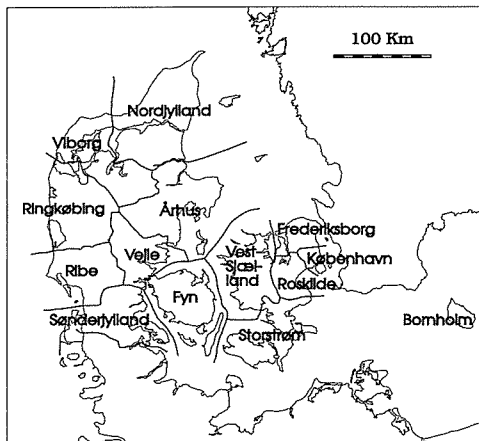 100 Km
Nordjylland
Viborg
Ringkøbing
Århus
Frederiksborg
København
Vest-
Sjæl-
land
Vejle
Ribe
Roskilde
Fyn
Sønderjylland
Storstrøm
Bornholm